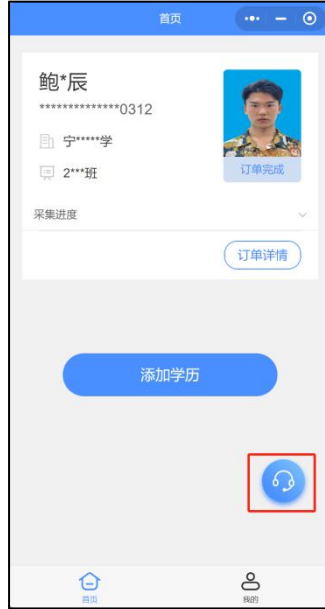 首页
鲍*辰
**************0312
宁*****学
2***班
订单完成
采集进度
订单详情
添加学历
首页
我的